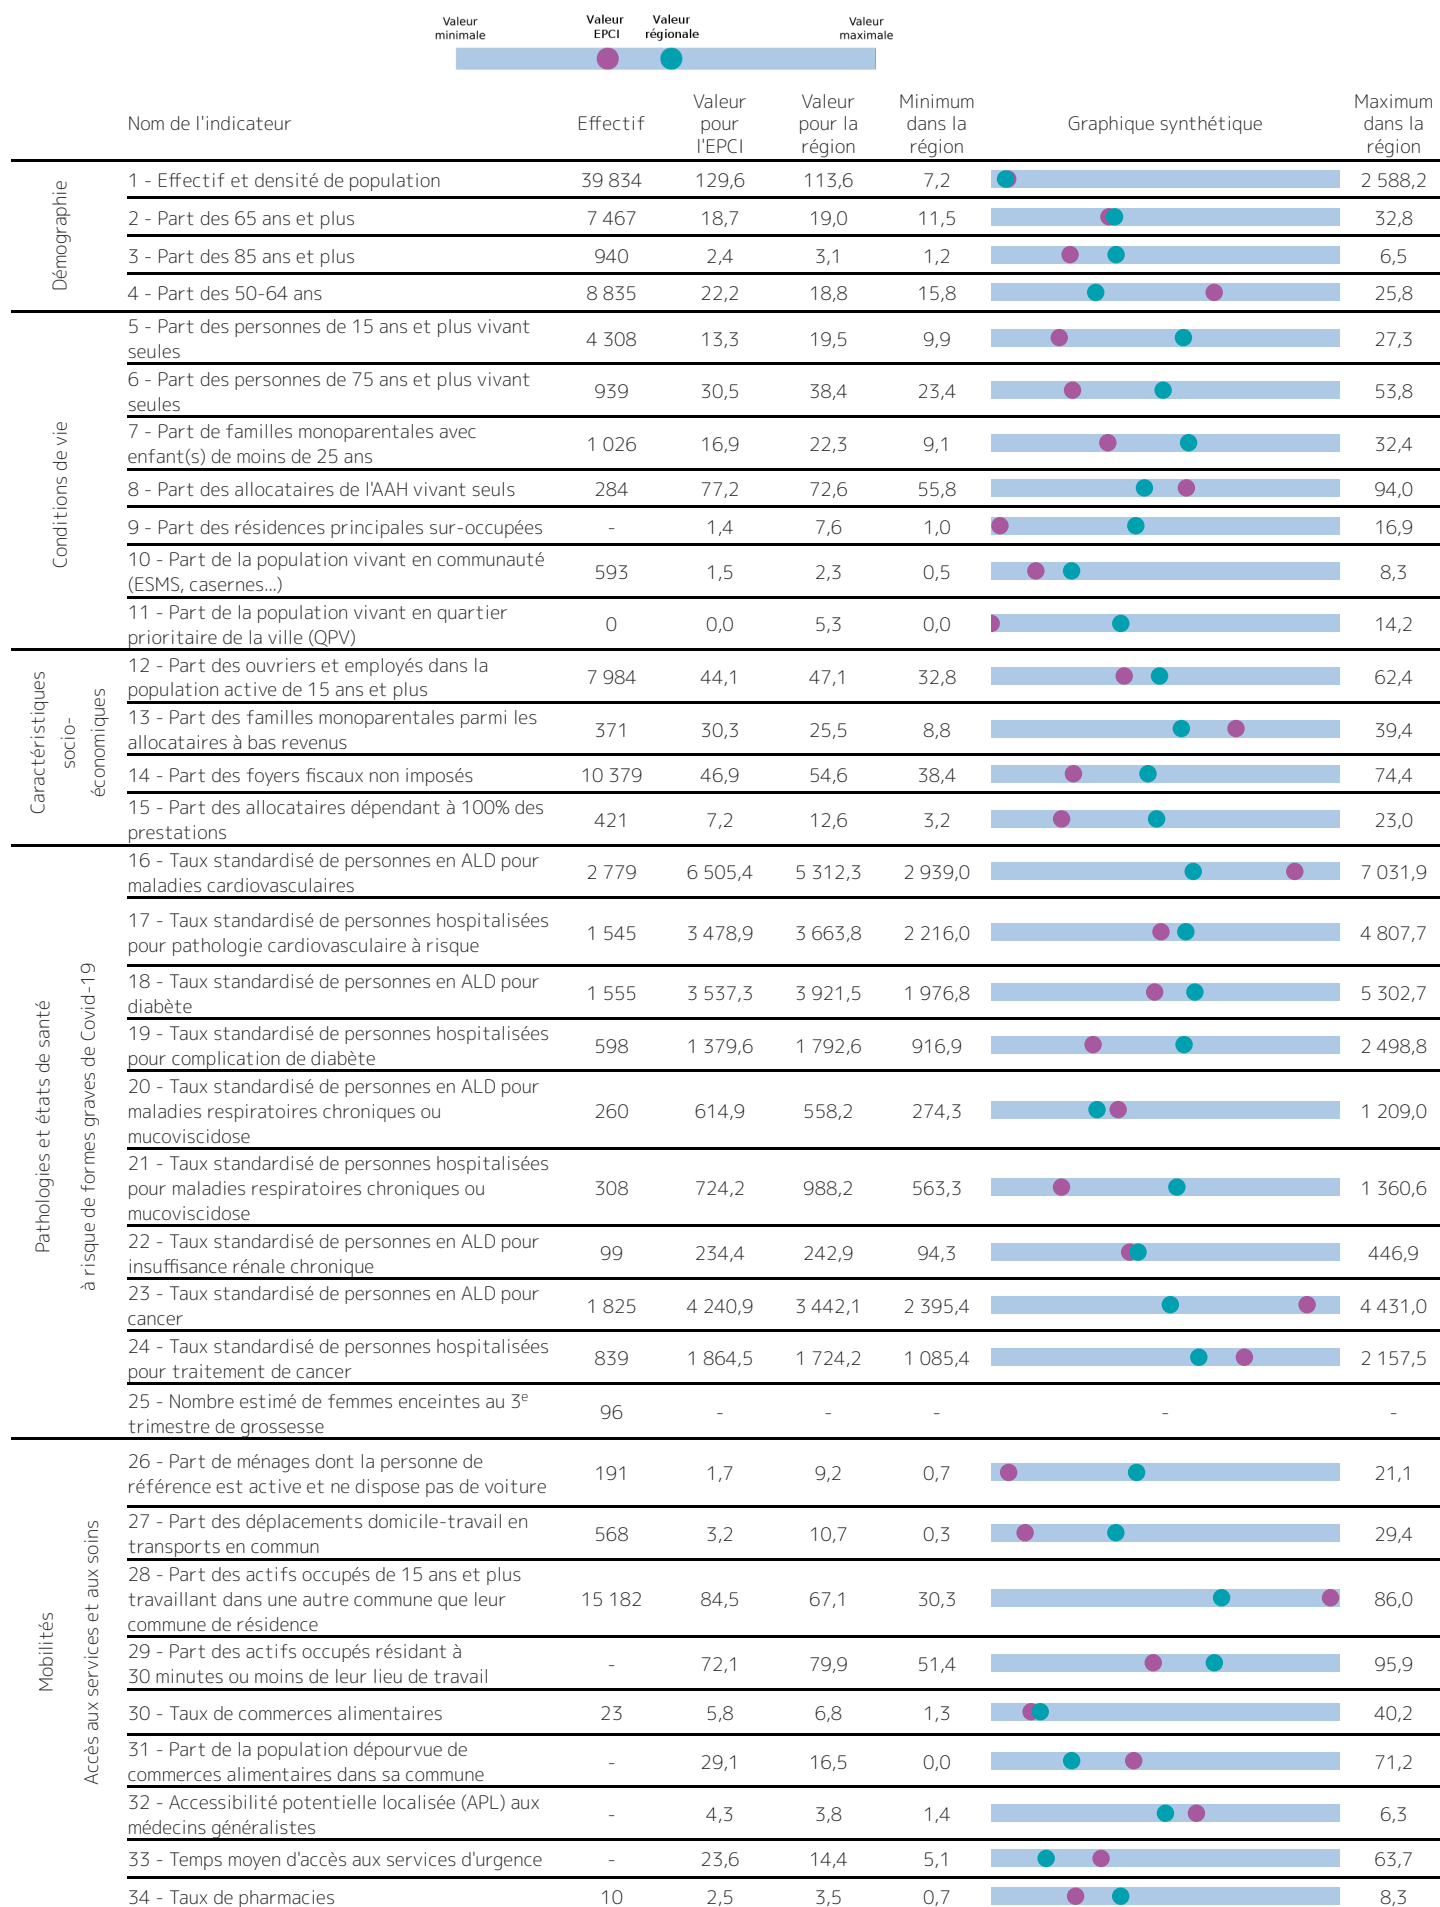 Valeur minimale
Valeur EPCI
Valeur régionale
Valeur maximale
Nom de l'indicateur
Effectif
Valeur pour l'EPCI
Valeur pour la région
Minimum dans la région
Graphique synthétique
Maximum dans la région
Démographie
1 - Effectif et densité de population 39 834 129,6 113,6 7,2 2 588,2
2 - Part des 65 ans et plus 7 467 18,7 19,0 11,5 32,8
3 - Part des 85 ans et plus 940 2,4 3,1 1,2 6,5
4 - Part des 50-64 ans 8 835 22,2 18,8 15,8 25,8
Conditions de vie
5 - Part des personnes de 15 ans et plus vivant
seules 4 308 13,3 19,5 9,9 27,3
6 - Part des personnes de 75 ans et plus vivant
seules 939 30,5 38,4 23,4 53,8
7 - Part de familles monoparentales avec
enfant(s) de moins de 25 ans 1 026 16,9 22,3 9,1 32,4
8 - Part des allocataires de l'AAH vivant seuls 284 77,2 72,6 55,8 94,0
9 - Part des résidences principales sur-occupées - 1,4 7,6 1,0 16,9
10 - Part de la population vivant en communauté
(ESMS, casernes...) 593 1,5 2,3 0,5 8,3
11 - Part de la population vivant en quartier
prioritaire de la ville (QPV) 0 0,0 5,3 0,0 14,2
Caractéristiques
socio-
économiques
12 - Part des ouvriers et employés dans la
population active de 15 ans et plus 7 984 44,1 47,1 32,8 62,4
13 - Part des familles monoparentales parmi les
allocataires à bas revenus 371 30,3 25,5 8,8 39,4
14 - Part des foyers fiscaux non imposés 10 379 46,9 54,6 38,4 74,4
15 - Part des allocataires dépendant à 100% des
prestations 421 7,2 12,6 3,2 23,0
Pathologies et états de santé
à risque de formes graves de Covid-19
16 - Taux standardisé de personnes en ALD pour
maladies cardiovasculaires 2 779 6 505,4 5 312,3 2 939,0 7 031,9
17 - Taux standardisé de personnes hospitalisées
pour pathologie cardiovasculaire à risque 1 545 3 478,9 3 663,8 2 216,0 4 807,7
18 - Taux standardisé de personnes en ALD pour
diabète 1 555 3 537,3 3 921,5 1 976,8 5 302,7
19 - Taux standardisé de personnes hospitalisées
pour complication de diabète 598 1 379,6 1 792,6 916,9 2 498,8
20 - Taux standardisé de personnes en ALD pour
maladies respiratoires chroniques ou
mucoviscidose 260 614,9 558,2 274,3 1 209,0
21 - Taux standardisé de personnes hospitalisées
pour maladies respiratoires chroniques ou
mucoviscidose 308 724,2 988,2 563,3 1 360,6
22 - Taux standardisé de personnes en ALD pour
insuffisance rénale chronique 99 234,4 242,9 94,3 446,9
23 - Taux standardisé de personnes en ALD pour
cancer 1 825 4 240,9 3 442,1 2 395,4 4 431,0
24 - Taux standardisé de personnes hospitalisées
pour traitement de cancer 839 1 864,5 1 724,2 1 085,4 2 157,5
25 - Nombre estimé de femmes enceintes au 3e
trimestre de grossesse 96 - - - - -
Mobilités
Accès aux services et aux soins
26 - Part de ménages dont la personne de
référence est active et ne dispose pas de voiture 191 1,7 9,2 0,7 21,1
27 - Part des déplacements domicile-travail en
transports en commun 568 3,2 10,7 0,3 29,4
28 - Part des actifs occupés de 15 ans et plus
travaillant dans une autre commune que leur
commune de résidence 15 182 84,5 67,1 30,3 86,0
29 - Part des actifs occupés résidant à
30 minutes ou moins de leur lieu de travail - 72,1 79,9 51,4 95,9
30 - Taux de commerces alimentaires 23 5,8 6,8 1,3 40,2
31 - Part de la population dépourvue de
commerces alimentaires dans sa commune - 29,1 16,5 0,0 71,2
32 - Accessibilité potentielle localisée (APL) aux
médecins généralistes - 4,3 3,8 1,4 6,3
33 - Temps moyen d'accès aux services d'urgence - 23,6 14,4 5,1 63,7
34 - Taux de pharmacies 10 2,5 3,5 0,7 8,3